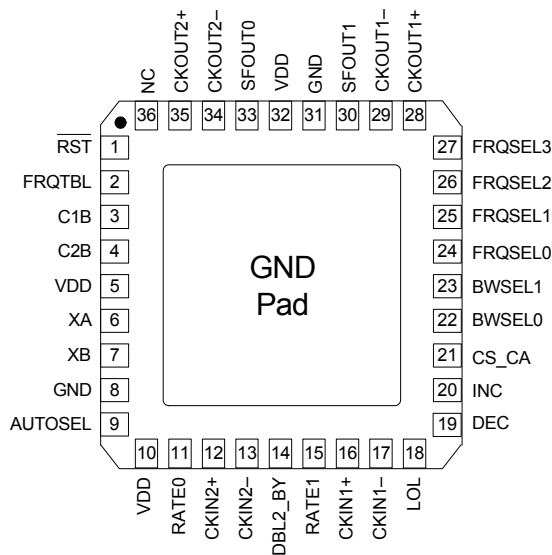 NC
CKOUT2+
CKOUT2–
SFOUT0
VDD
GND
SFOUT1
CKOUT1–
CKOUT1+
36 35 34 33 32 31 30 29 28
RST 1
FRQTBL 2
C1B 3
C2B 4
VDD 5
XA 6
XB 7
GND 8
AUTOSEL 9
GND
Pad
27 FRQSEL3
26 FRQSEL2
25 FRQSEL1
24 FRQSEL0
23 BWSEL1
22 BWSEL0
21 CS_CA
20 INC
19 DEC
10 11 12 13 14 15 16 17 18
VDD
RATE0
CKIN2+
CKIN2–
DBL2_BY
RATE1
CKIN1+
CKIN1–
LOL